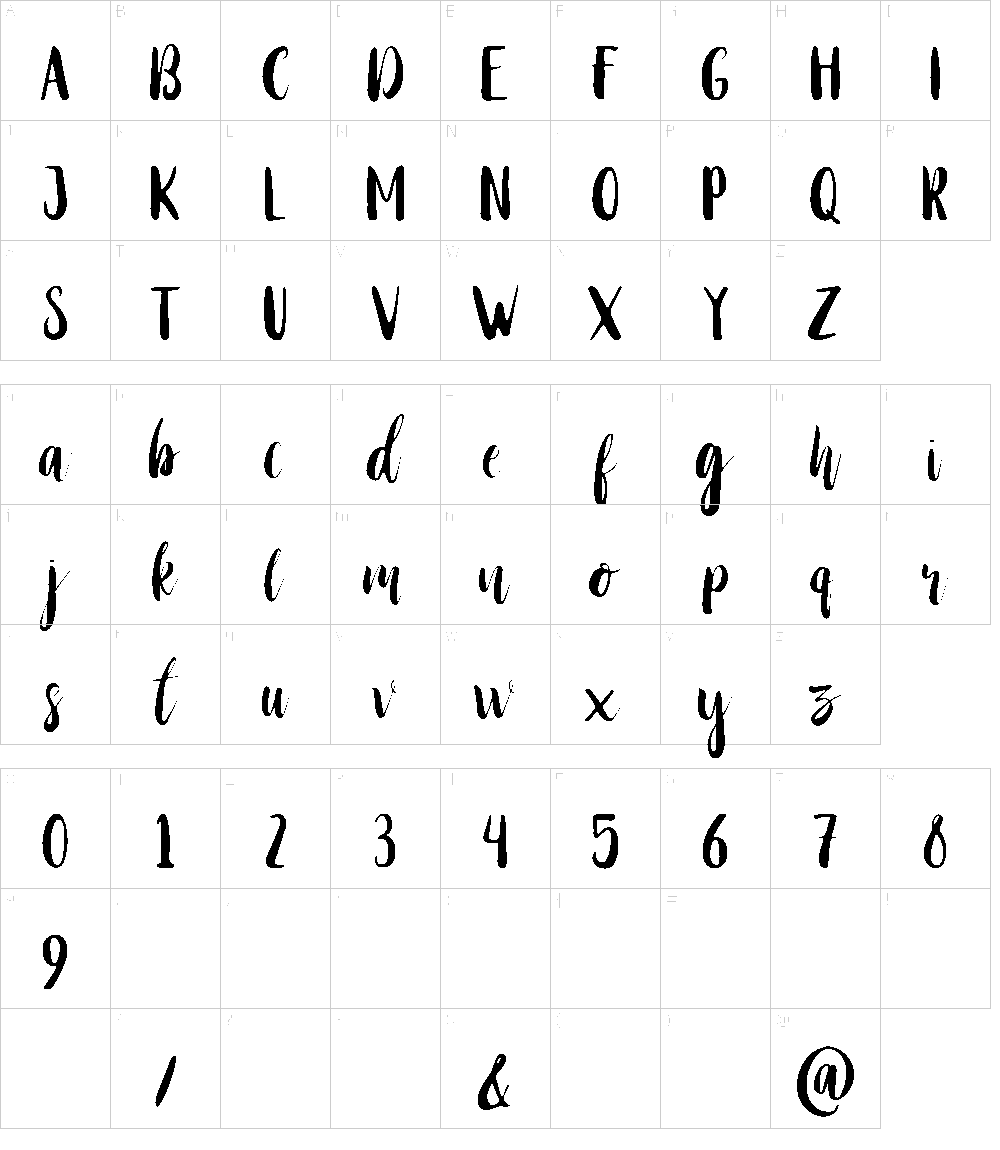 A B C D E F G H I
J K L M N O P Q R
S T U V W X Y Z
a b c d e f g h i
j k l m n o p q r
s t u v w x y z
0 1 2 3 4 5 6 7 8
9
/ & @